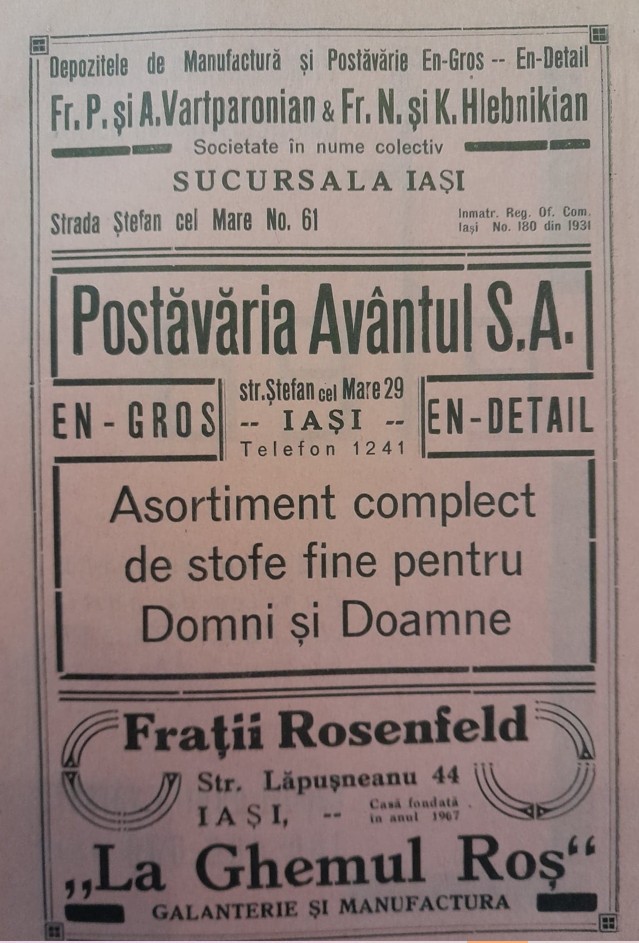 Depozitele de Manufactură și Postăvărie En-Gros -- En-Detail
Fr. P. și A. Vartparonian & Fr. N. și K. Hlebnikian
Societate în nume colectiv
SUCURSALA IAȘI
Strada Ștefan cel Mare No. 61
Inmatr. Reg. Of. Com.
Iași No. 180 din 1931
Postăvăria Avântul S.A.
EN-GROS
str. Ștefan cel Mare 29
-- IAȘI --
Telefon 1241
EN-DETAIL
Asortiment complect
de stofe fine pentru
Domni și Doamne
Frații Rosenfeld
Str. Lăpușneanu 44
IAȘI, --
Casă fondată
în anul 1967
„La Ghemul Roș“
GALANTERIE ȘI MANUFACTURA